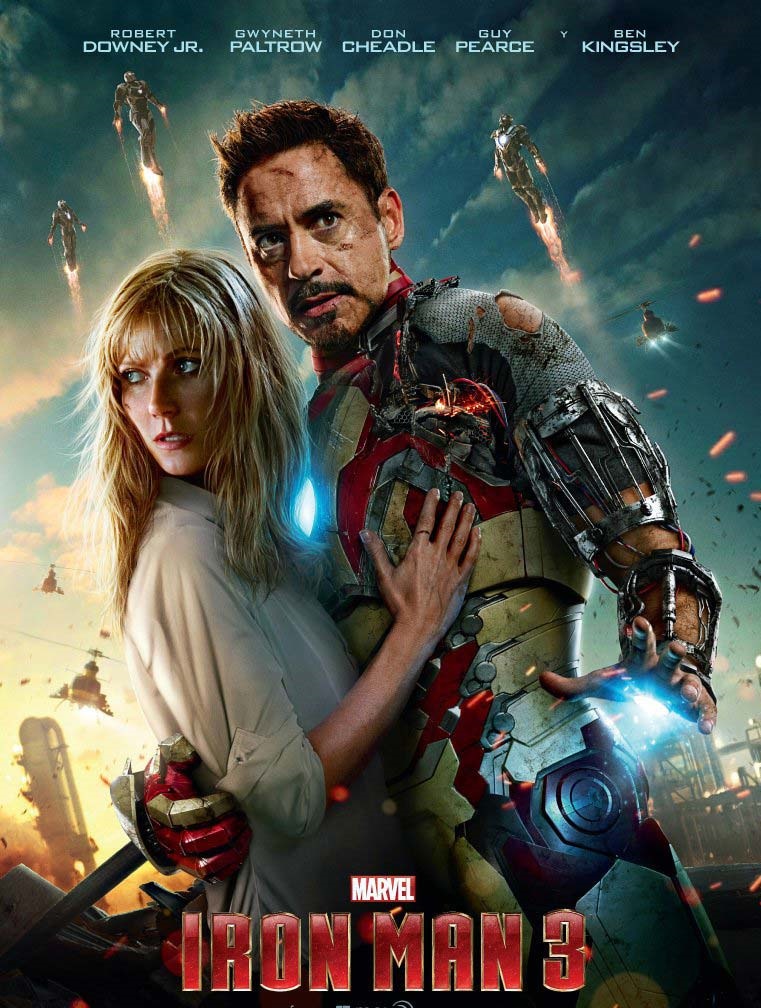 ROBERT DOWNEY JR.
GWYNETH PALTROW
DON CHEADLE
GUY PEARCE
Y
BEN KINGSLEY
MARVEL
IRON MAN 3